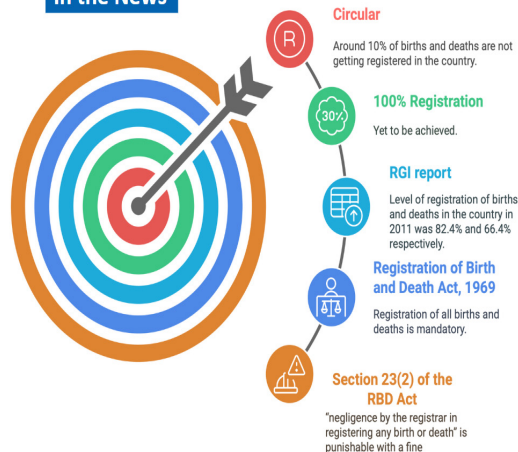 In the News
Circular
R
Around 10% of births and deaths are not
getting registered in the country.
100% Registration
30%
Yet to be achieved.
RGI report
Level of registration of births
and deaths in the country in
2011 was 82.4% and 66.4%
respectively.
Registration of Birth
and Death Act, 1969
Registration of all births and
deaths is mandatory.
Section 23(2) of the
RBD Act
"negligence by the registrar in
registering any birth or death" is
punishable with a fine